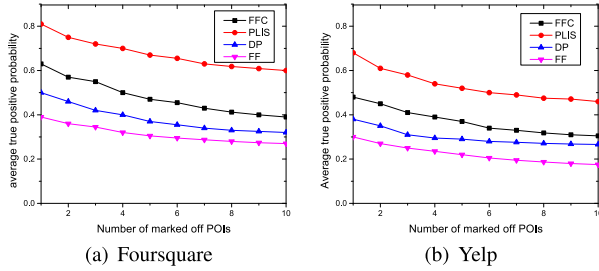 (a)
(b)
FFC
PLIS
DP
FF
FFC
PLIS
DP
FF
average true positive probability
Average true positive probability
0.8
0.6
0.4
0.2
0.0
0.8
0.6
0.4
0.2
0.0
2 4 6 8 10
2 4 6 8 10
Number of marked off POIs
Number of marked off POIs
(a) Foursquare
(b) Yelp